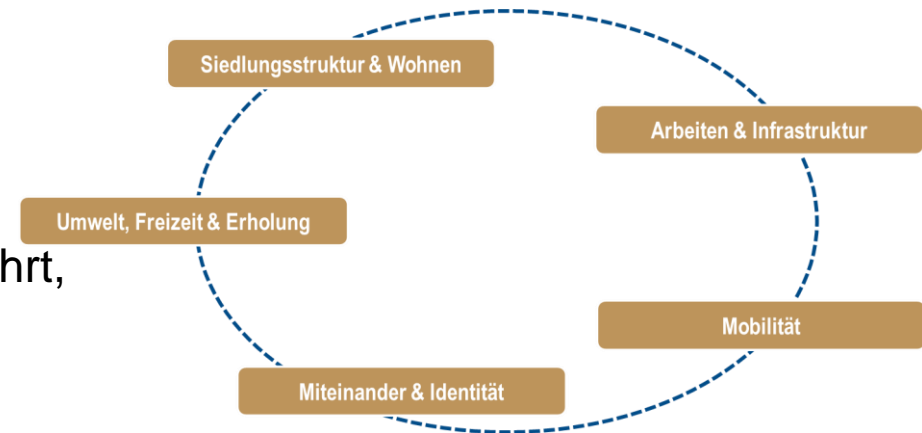 Siedlungsstruktur & Wohnen
Arbeiten & Infrastruktur
Umwelt, Freizeit & Erholung
hrt,
Mobilität
Miteinander & Identität